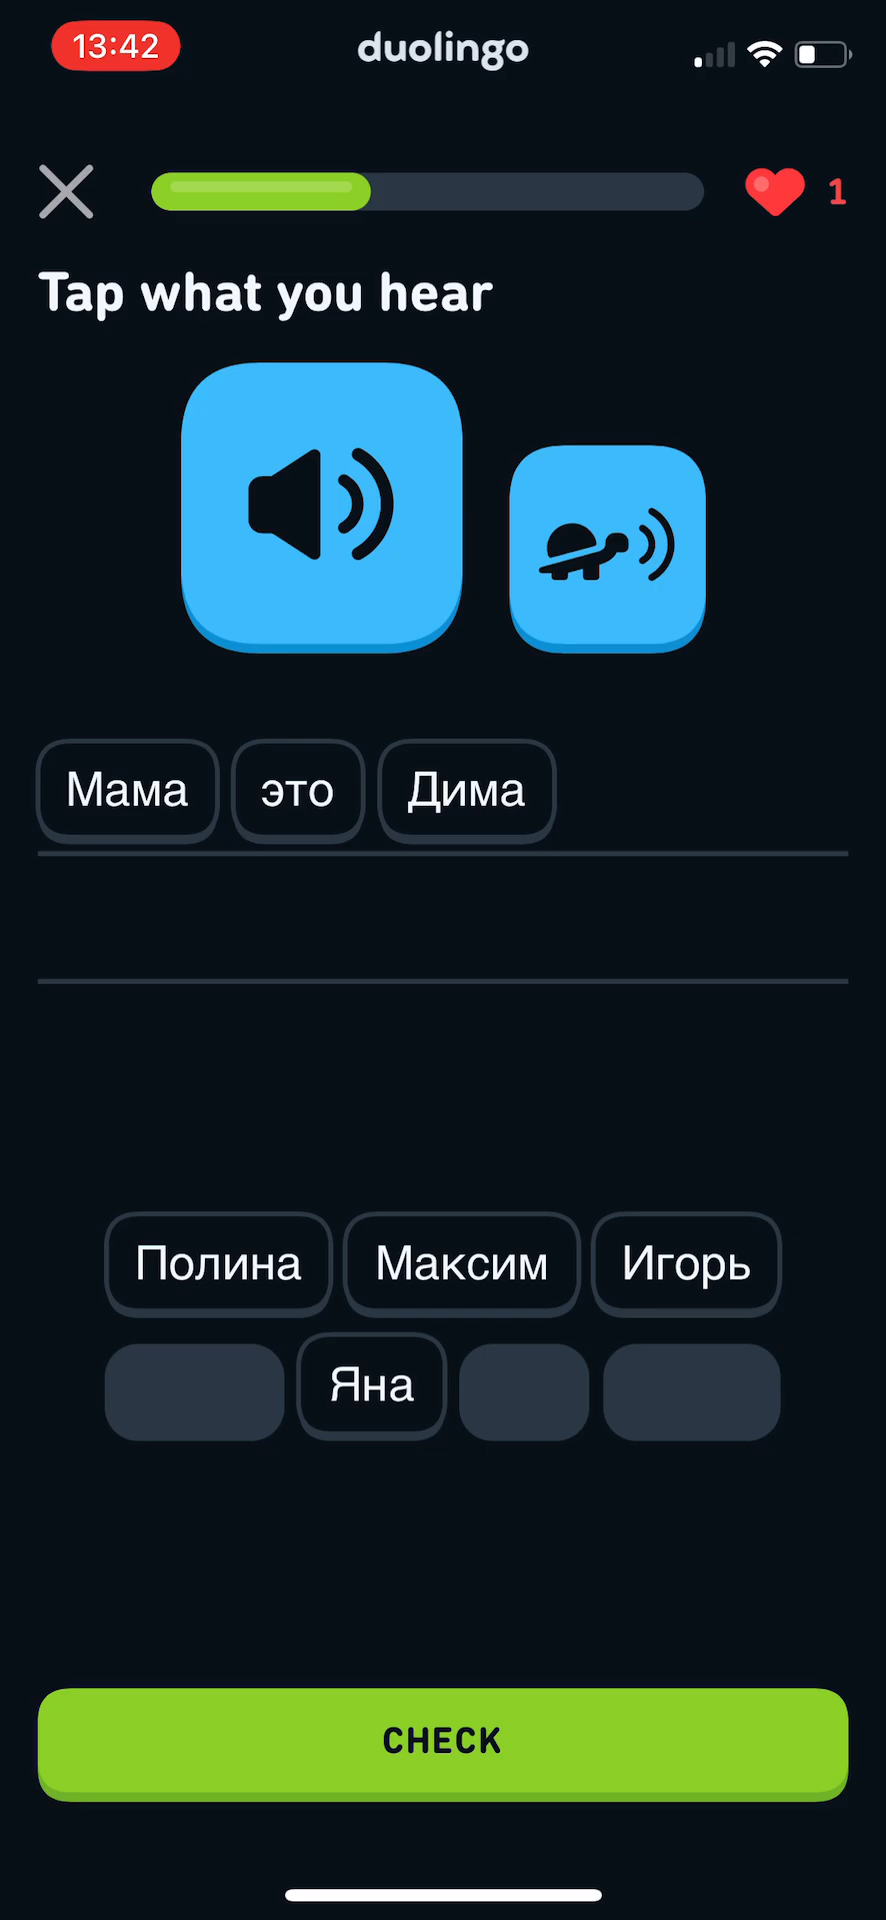 13:42 duolingo
1
Tap what you hear
Мама это Дима
Полина Максим Игорь
Яна
CHECK